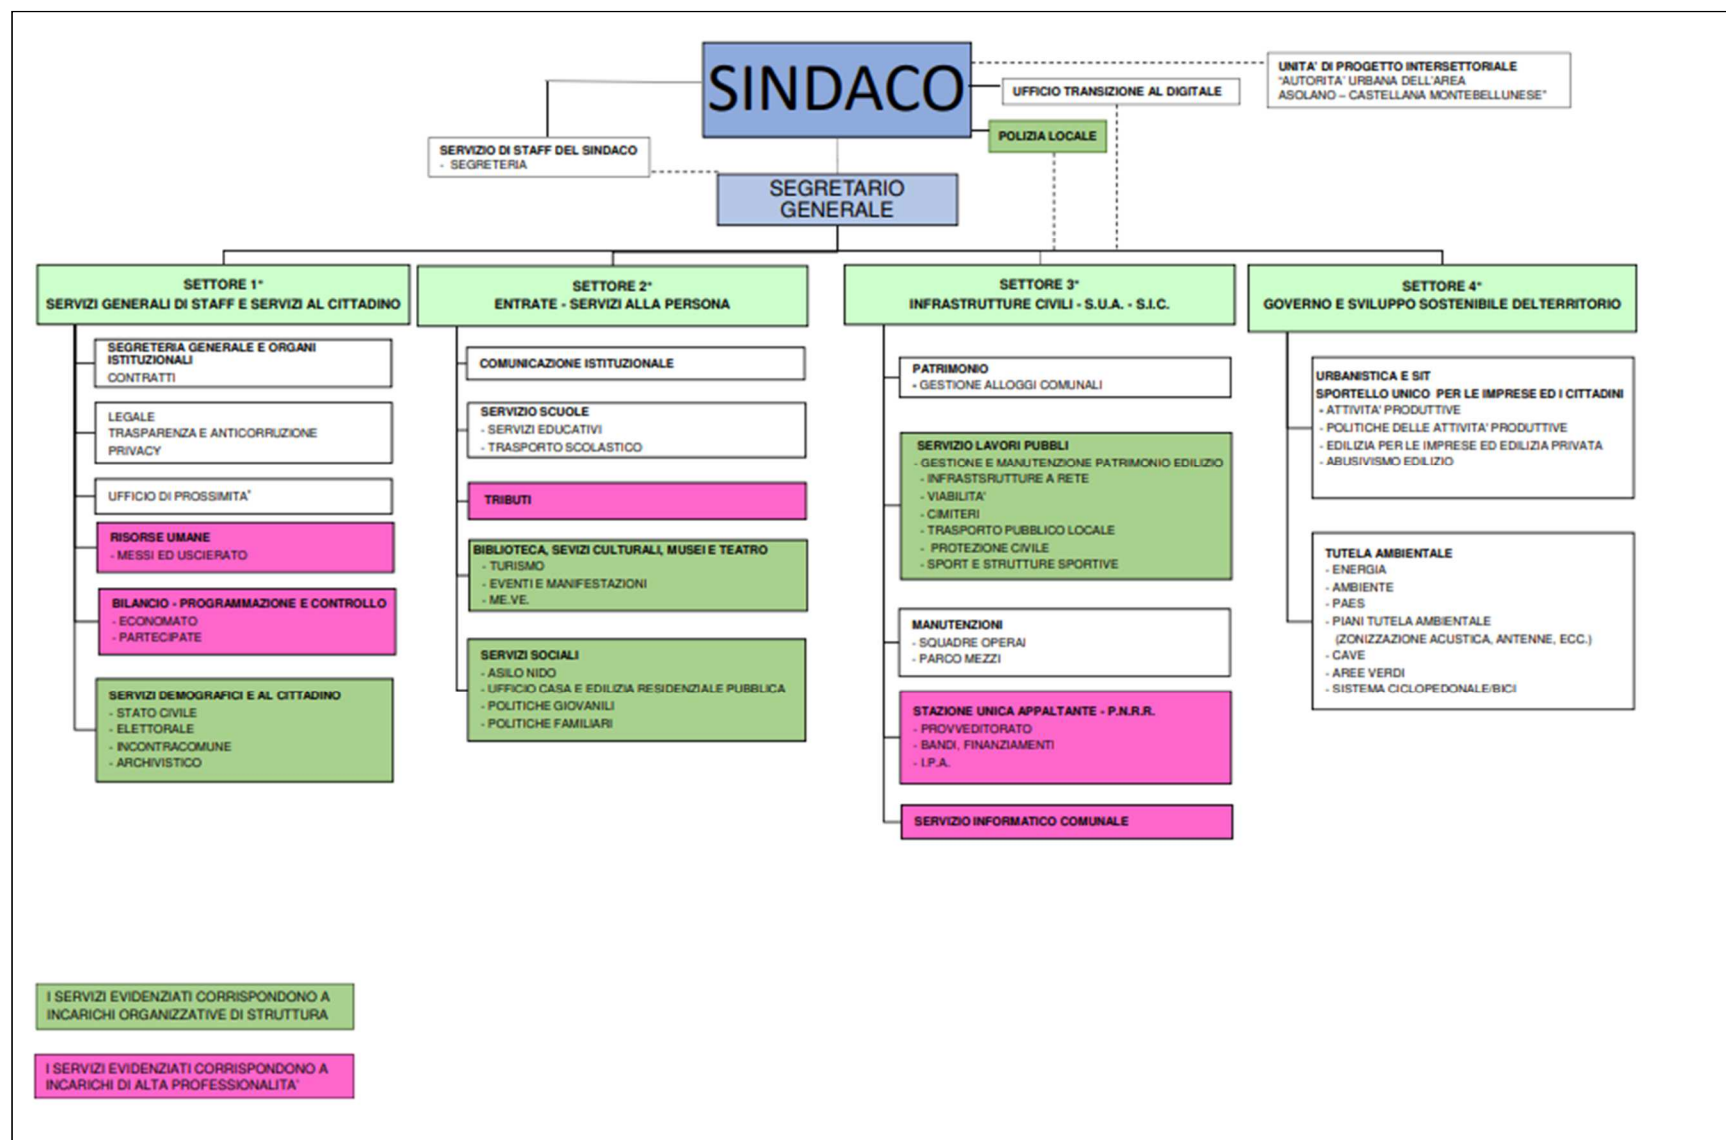 SINDACO
UNITA' DI PROGETTO INTERSETTORIALE
"AUTORITA' URBANA DELL'AREA
ASOLANO – CASTELLANA MONTEBELLUNESE"
UFFICIO TRANSIZIONE AL DIGITALE
POLIZIA LOCALE
SERVIZIO DI STAFF DEL SINDACO
- SEGRETERIA
SEGRETARIO
GENERALE
SETTORE 1°
SERVIZI GENERALI DI STAFF E SERVIZI AL CITTADINO
SEGRETERIA GENERALE E ORGANI
ISTITUZIONALI
CONTRATTI
LEGALE
TRASPARENZA E ANTICORRUZIONE
PRIVACY
UFFICIO DI PROSSIMITA'
RISORSE UMANE
- MESSI ED USCIERATO
BILANCIO - PROGRAMMAZIONE E CONTROLLO
- ECONOMATO
- PARTECIPATE
SERVIZI DEMOGRAFICI E AL CITTADINO
- STATO CIVILE
- ELETTORALE
- INCONTRACOMUNE
- ARCHIVISTICO
SETTORE 2°
ENTRATE - SERVIZI ALLA PERSONA
COMUNICAZIONE ISTITUZIONALE
SERVIZIO SCUOLE
- SERVIZI EDUCATIVI
- TRASPORTO SCOLASTICO
TRIBUTI
BIBLIOTECA, SEVIZI CULTURALI, MUSEI E TEATRO
- TURISMO
- EVENTI E MANIFESTAZIONI
- ME.VE.
SERVIZI SOCIALI
- ASILO NIDO
- UFFICIO CASA E EDILIZIA RESIDENZIALE PUBBLICA
- POLITICHE GIOVANILI
- POLITICHE FAMILIARI
SETTORE 3°
INFRASTRUTTURE CIVILI - S.U.A. - S.I.C.
PATRIMONIO
- GESTIONE ALLOGGI COMUNALI
SERVIZIO LAVORI PUBBLI
- GESTIONE E MANUTENZIONE PATRIMONIO EDILIZIO
- INFRASTSRUTTURE A RETE
- VIABILITA'
- CIMITERI
- TRASPORTO PUBBLICO LOCALE
- PROTEZIONE CIVILE
- SPORT E STRUTTURE SPORTIVE
MANUTENZIONI
- SQUADRE OPERAI
- PARCO MEZZI
STAZIONE UNICA APPALTANTE - P.N.R.R.
- PROVVEDITORATO
- BANDI, FINANZIAMENTI
- I.P.A.
SERVIZIO INFORMATICO COMUNALE
SETTORE 4°
GOVERNO E SVILUPPO SOSTENIBILE DELTERRITORIO
URBANISTICA E SIT
SPORTELLO UNICO PER LE IMPRESE ED I CITTADINI
- ATTIVITA' PRODUTTIVE
- POLITICHE DELLE ATTIVITA' PRODUTTIVE
- EDILIZIA PER LE IMPRESE ED EDILIZIA PRIVATA
- ABUSIVISMO EDILIZIO
TUTELA AMBIENTALE
- ENERGIA
- AMBIENTE
- PAES
- PIANI TUTELA AMBIENTALE
(ZONIZZAZIONE ACUSTICA, ANTENNE, ECC.)
- CAVE
- AREE VERDI
- SISTEMA CICLOPEDONALE/BICI
I SERVIZI EVIDENZIATI CORRISPONDONO A
INCARICHI ORGANIZZATIVE DI STRUTTURA
I SERVIZI EVIDENZIATI CORRISPONDONO A
INCARICHI DI ALTA PROFESSIONALITA'